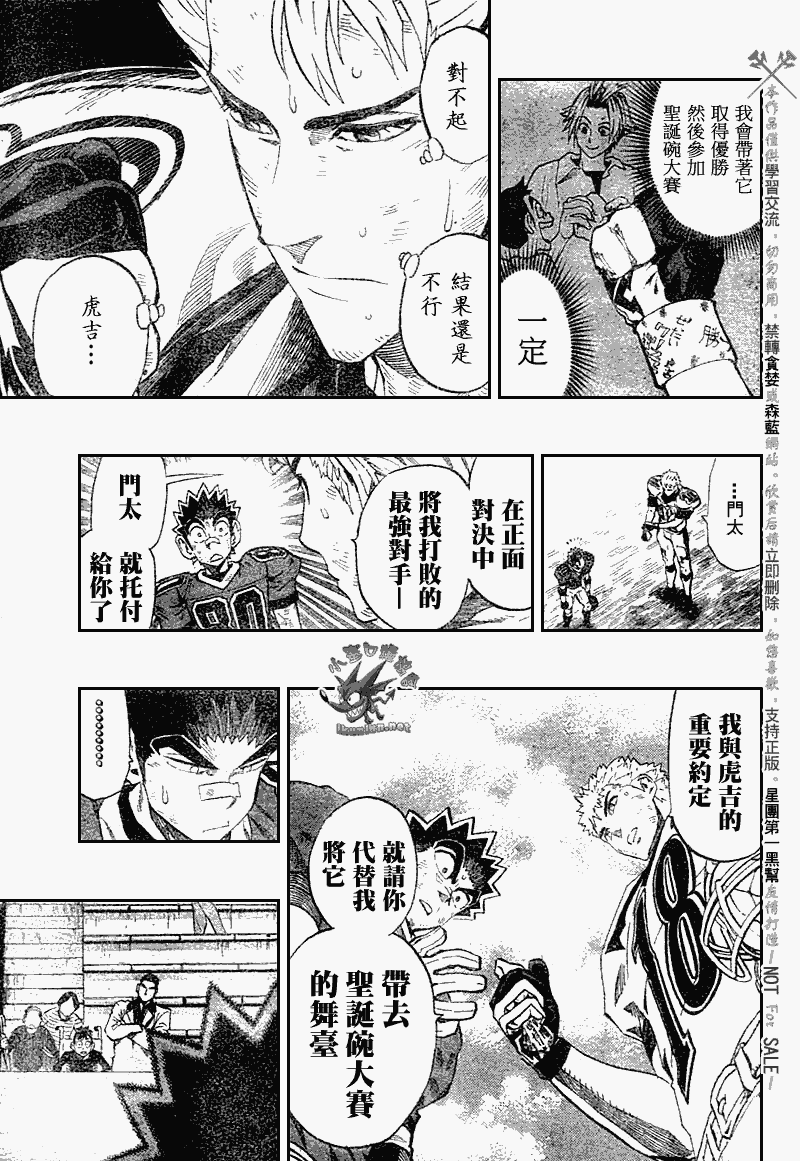 我會帶著它
取得優勝
然後參加
聖誕碗大賽
一定
對不起
結果還是
不行
虎吉…
…門太
在正面
對決中
將我打敗的
最強對手—
門太 就托付
給你了
80
我與虎吉的
重要約定
就請你
代替我
將它
帶去
聖誕碗大賽
的舞臺
………
本作品僅供學習交流。切勿商用。禁轉貪婪或森藍網站。欣賞后請立即删除。如您喜歡。支持正版。星團第一黑幫友情打造—NOT For SALE—